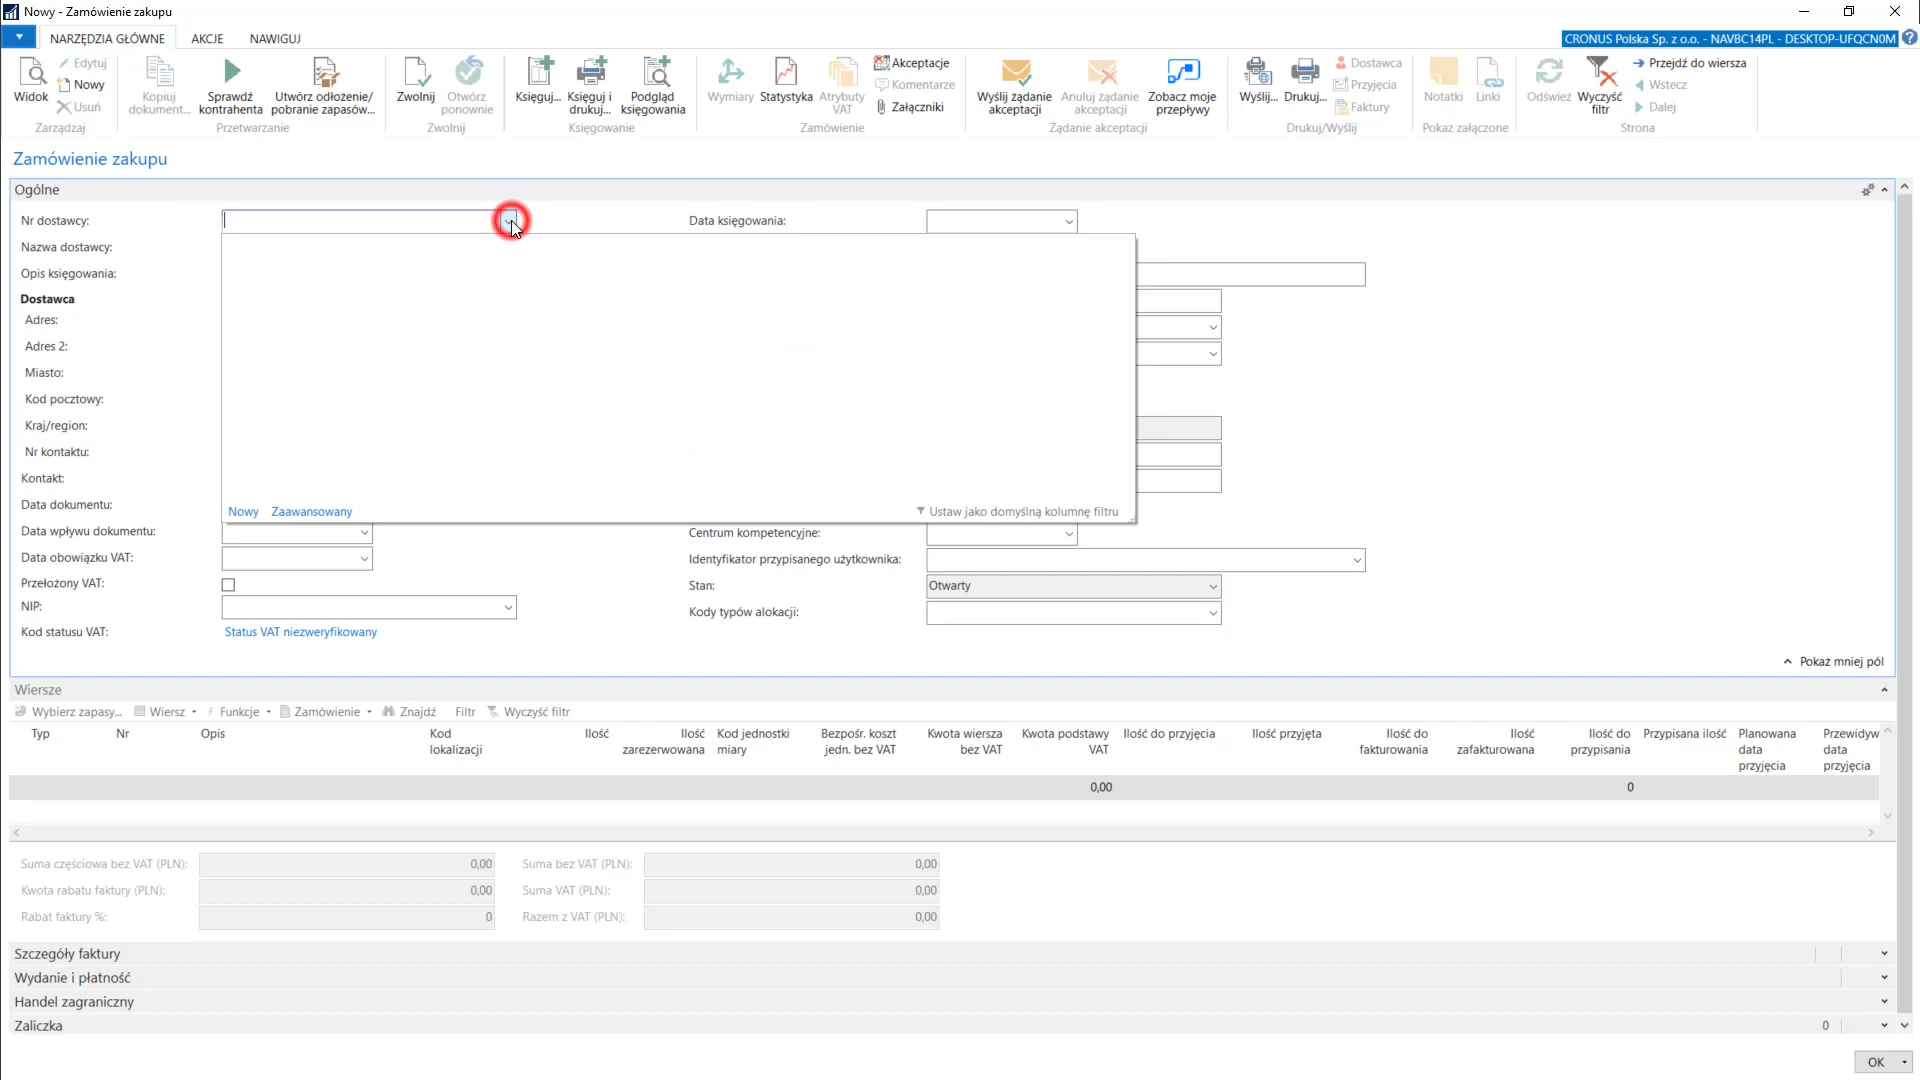 Nowy - Zamówienie zakupu
NARZĘDZIA GŁÓWNE AKCJE NAWIGUJ
CRONUS Polska Sp. z o.o. - NAVBC14PL - DESKTOP-UFQCN0M
Widok
Edytuj
Nowy
Usuń
Zarządzaj
Kopiuj dokument...
Sprawdź kontrahenta
Utwórz odłożenie/ pobranie zapasów...
Przetwarzanie
Zwolnij
Otwórz ponownie
Zwolnij
Księguj...
Księguj i drukuj...
Podgląd księgowania
Księgowanie
Wymiary
Statystyka
Atrybuty VAT
Akceptacje
Komentarze
Załączniki
Zamówienie
Wyślij żądanie akceptacji
Anuluj żądanie akceptacji
Zobacz moje przepływy
Żądanie akceptacji
Wyślij...
Drukuj...
Dostawca
Przyjęcia
Faktury
Drukuj/Wyślij
Notatki
Linki
Pokaż załączone
Odśwież
Wyczyść filtr
Przejdź do wiersza
Wstecz
Dalej
Strona
Zamówienie zakupu
Ogólne
Nr dostawcy:
Data księgowania:
Nazwa dostawcy:
Opis księgowania:
Dostawca
Adres:
Adres 2:
Miasto:
Kod pocztowy:
Kraj/region:
Nr kontaktu:
Kontakt:
Data dokumentu:
Nowy Zaawansowany
Ustaw jako domyślną kolumnę filtru
Data wpływu dokumentu:
Centrum kompetencyjne:
Data obowiązku VAT:
Identyfikator przypisanego użytkownika:
Przełożony VAT:
Stan: Otwarty
NIP:
Kody typów alokacji:
Kod statusu VAT: Status VAT niezweryfikowany
Pokaż mniej pól
Wiersze
Wybierz zapasy... Wiersz Funkcje Zamówienie Znajdź Filtr Wyczyść filtr
Typ
Nr
Opis
Kod lokalizacji
Ilość
Ilość zarezerwowana
Kod jednostki miary
Bezpośr. koszt jedn. bez VAT
Kwota wiersza bez VAT
Kwota podstawy VAT
Ilość do przyjęcia
Ilość przyjęta
Ilość do fakturowania
Ilość zafakturowana
Ilość do przypisania
Przypisana ilość
Planowana data przyjęcia
Przewidyw data przyjęcia
0,00 0
Suma częściowa bez VAT (PLN): 0,00 Suma bez VAT (PLN): 0,00
Kwota rabatu faktury (PLN): 0,00 Suma VAT (PLN): 0,00
Rabat faktury %: 0 Razem z VAT (PLN): 0,00
Szczegóły faktury
Wydanie i płatność
Handel zagraniczny
Zaliczka 0
OK